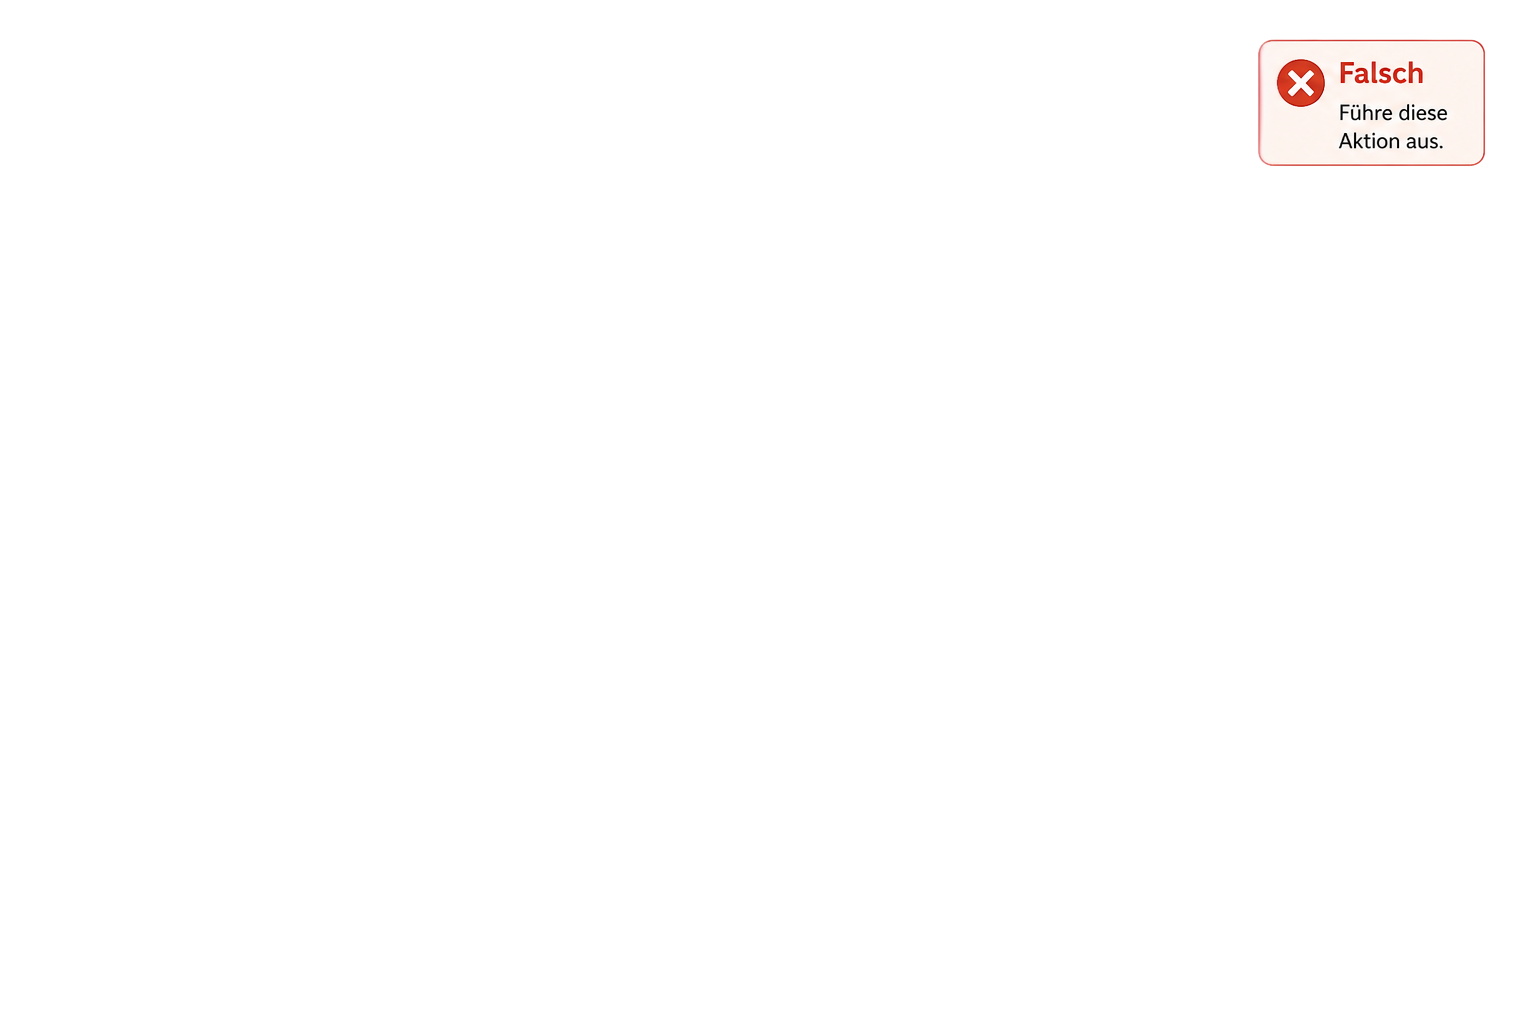 Falsch
Führe diese
Aktion aus.